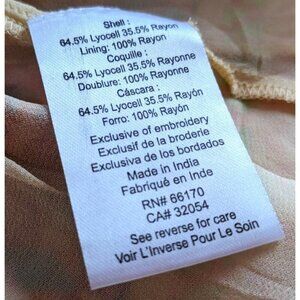 Shell :
64.5% Lyocell 35.5% Rayon
Lining: 100% Rayon
Coquille :
64.5% Lyocell 35.5% Rayonne
Doublure: 100% Rayonne
Cáscara :
64.5% Lyocell 35.5% Rayón
Forro: 100% Rayón
Exclusive of embroidery
Exclusif de la broderie
Exclusiva de los bordados
Made in India
Fabriqué en Inde
RN# 66170
CA# 32054
See reverse for care
Voir L'Inverse Pour Le Soin